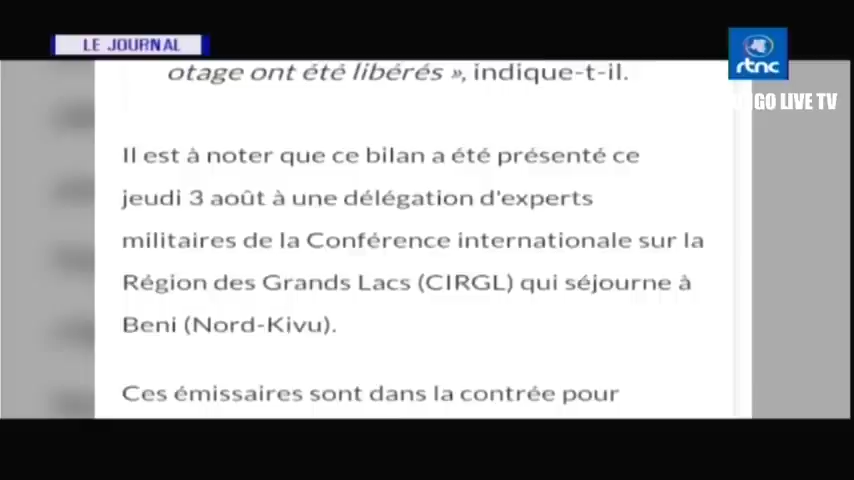 LE JOURNAL
rtnc
GO LIVE TV
otage ont été libérés », indique-t-il.
Il est à noter que ce bilan a été présenté ce
jeudi 3 août à une délégation d'experts
militaires de la Conférence internationale sur la
Région des Grands Lacs (CIRGL) qui séjourne à
Beni (Nord-Kivu).
Ces émissaires sont dans la contrée pour